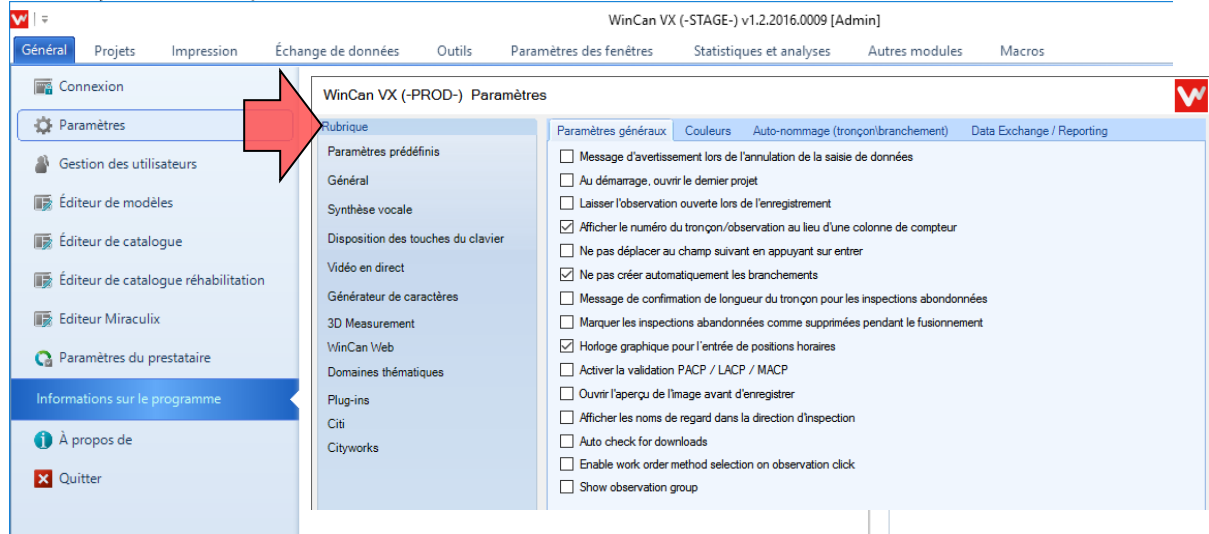 WinCan VX (-STAGE-) v1.2.2016.0009 [Admin]
Général Projets Impression Échange de données Outils Paramètres des fenêtres Statistiques et analyses Autres modules Macros
Connexion
Paramètres
Gestion des utilisateurs
Éditeur de modèles
Éditeur de catalogue
Éditeur de catalogue réhabilitation
Editeur Miraculix
Paramètres du prestataire
Informations sur le programme
À propos de
Quitter
WinCan VX (-PROD-) Paramètres
Rubrique
Paramètres prédéfinis
Général
Synthèse vocale
Disposition des touches du clavier
Vidéo en direct
Générateur de caractères
3D Measurement
WinCan Web
Domaines thématiques
Plug-ins
Citi
Cityworks
Paramètres généraux Couleurs Auto-nommage (tronçon\branchement) Data Exchange / Reporting
Message d'avertissement lors de l'annulation de la saisie de données
Au démarrage, ouvrir le dernier projet
Laisser l'observation ouverte lors de l'enregistrement
Afficher le numéro du tronçon/observation au lieu d'une colonne de compteur
Ne pas déplacer au champ suivant en appuyant sur entrer
Ne pas créer automatiquement les branchements
Message de confirmation de longueur du tronçon pour les inspections abondonnées
Marquer les inspections abandonnées comme supprimées pendant le fusionnement
Horloge graphique pour l'entrée de positions horaires
Activer la validation PACP / LACP / MACP
Ouvrir l'aperçu de l'image avant d'enregistrer
Afficher les noms de regard dans la direction d'inspection
Auto check for downloads
Enable work order method selection on observation click
Show observation group